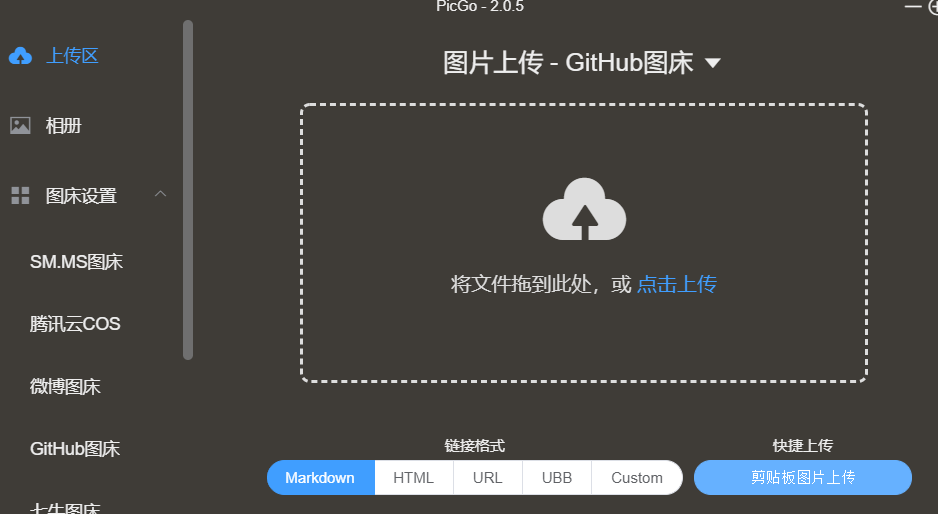 PicGo - 2.0.5
上传区
相册
图床设置
SM.MS图床
腾讯云COS
微博图床
GitHub图床
七牛图床
图片上传 - GitHub图床
将文件拖到此处，或 点击上传
链接格式
Markdown HTML URL UBB Custom
快捷上传
剪贴板图片上传